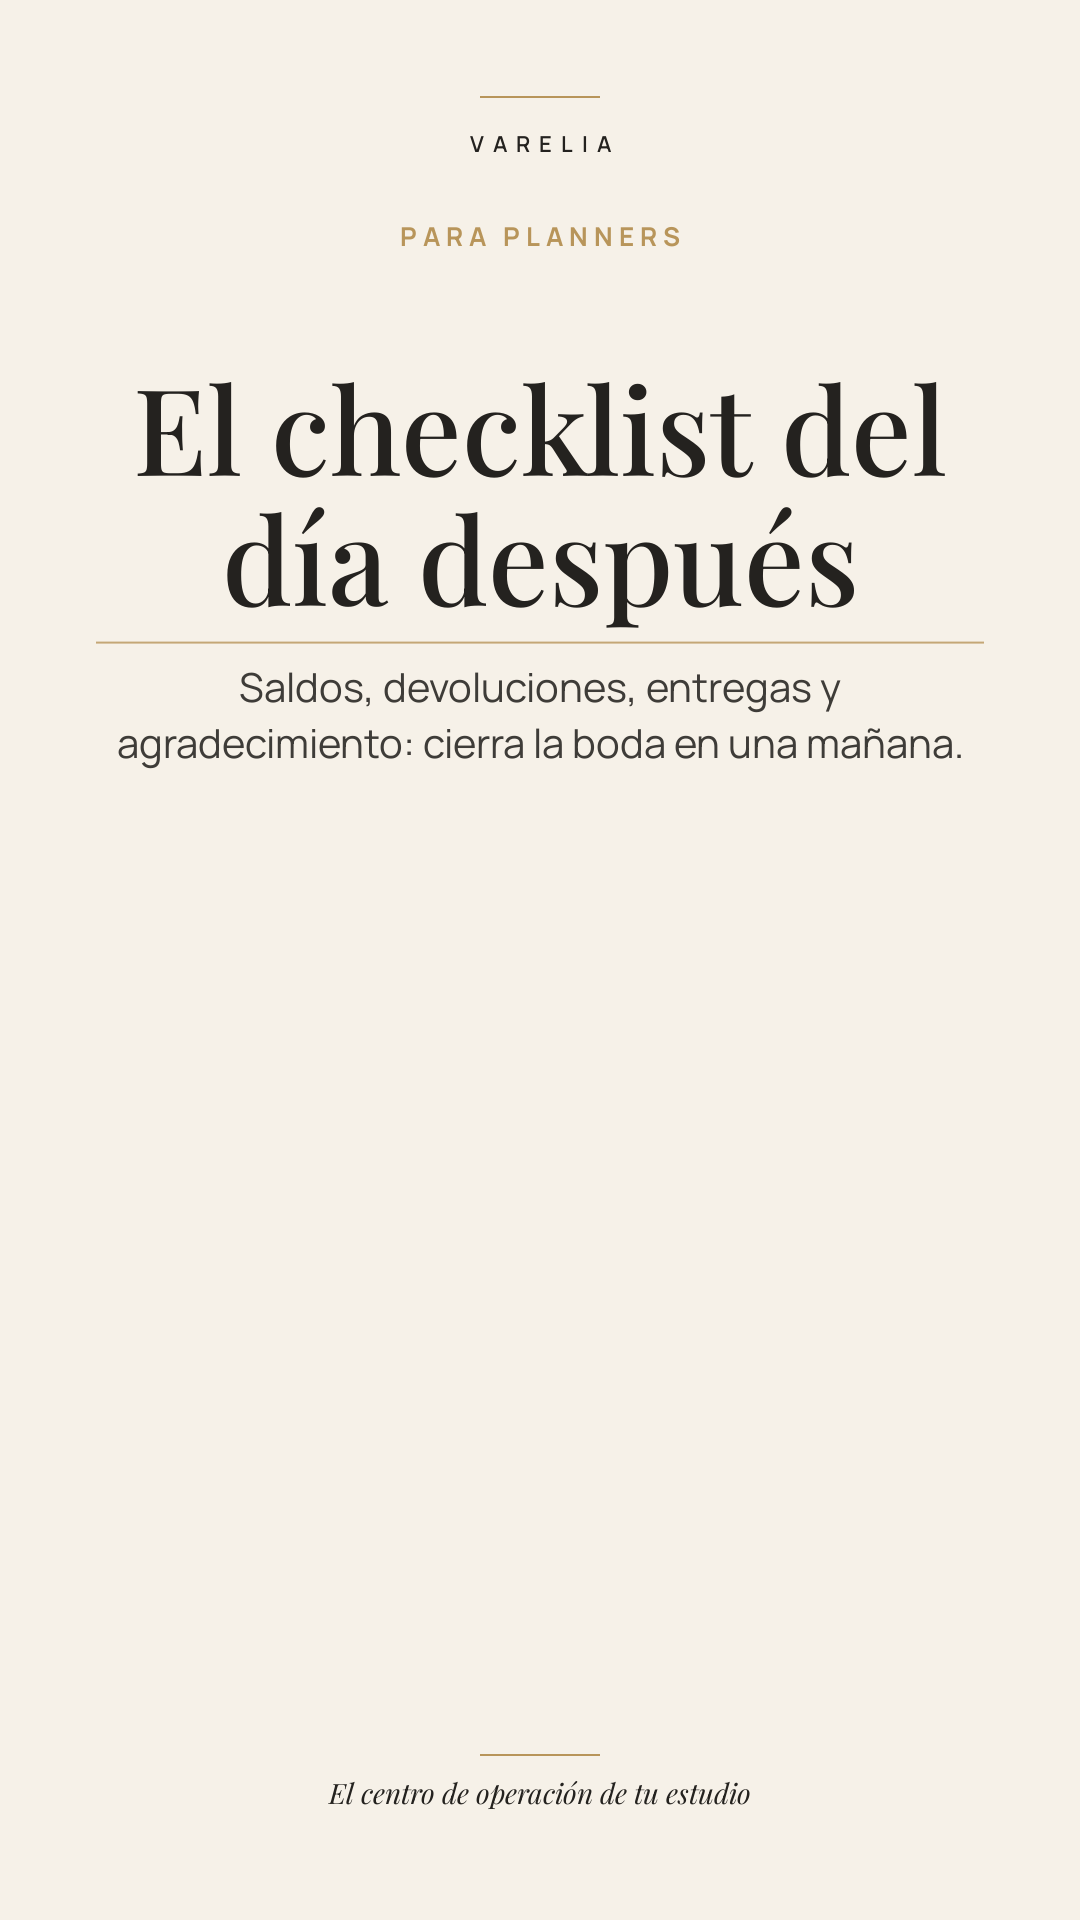 VARELIA
PARA PLANNERS
El checklist del
día después
Saldos, devoluciones, entregas y
agradecimiento: cierra la boda en una mañana.
El centro de operación de tu estudio